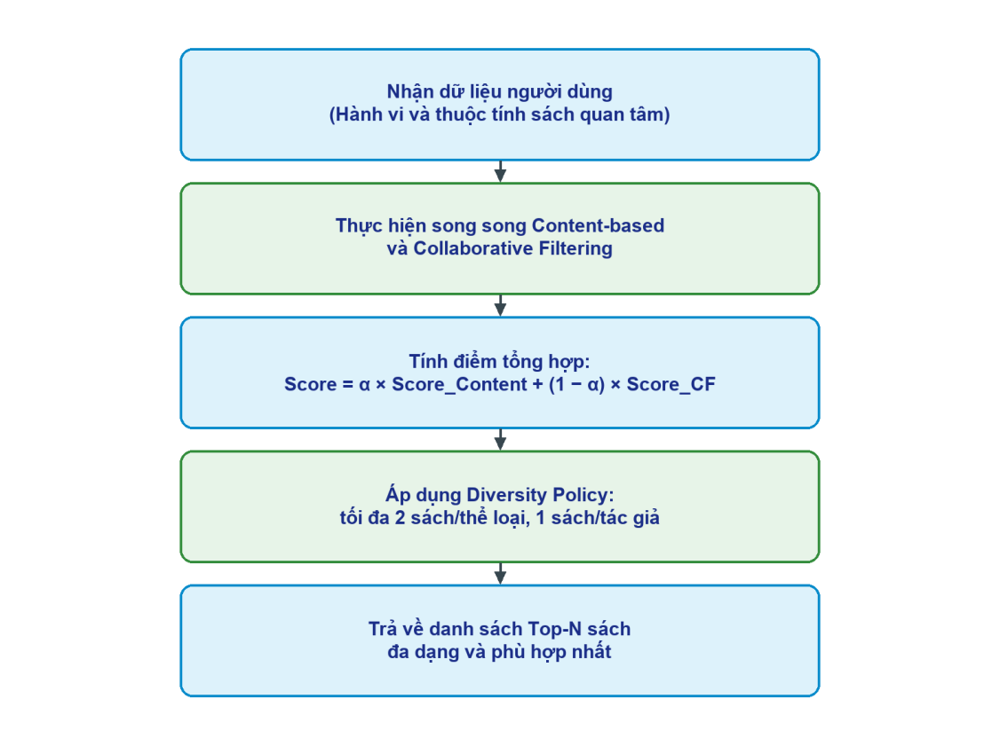 Nhận dữ liệu người dùng
(Hành vi và thuộc tính sách quan tâm)
Thực hiện song song Content-based
và Collaborative Filtering
Tính điểm tổng hợp:
Score = α × Score_Content + (1 − α) × Score_CF
Áp dụng Diversity Policy:
tối đa 2 sách/thể loại, 1 sách/tác giả
Trả về danh sách Top-N sách
đa dạng và phù hợp nhất